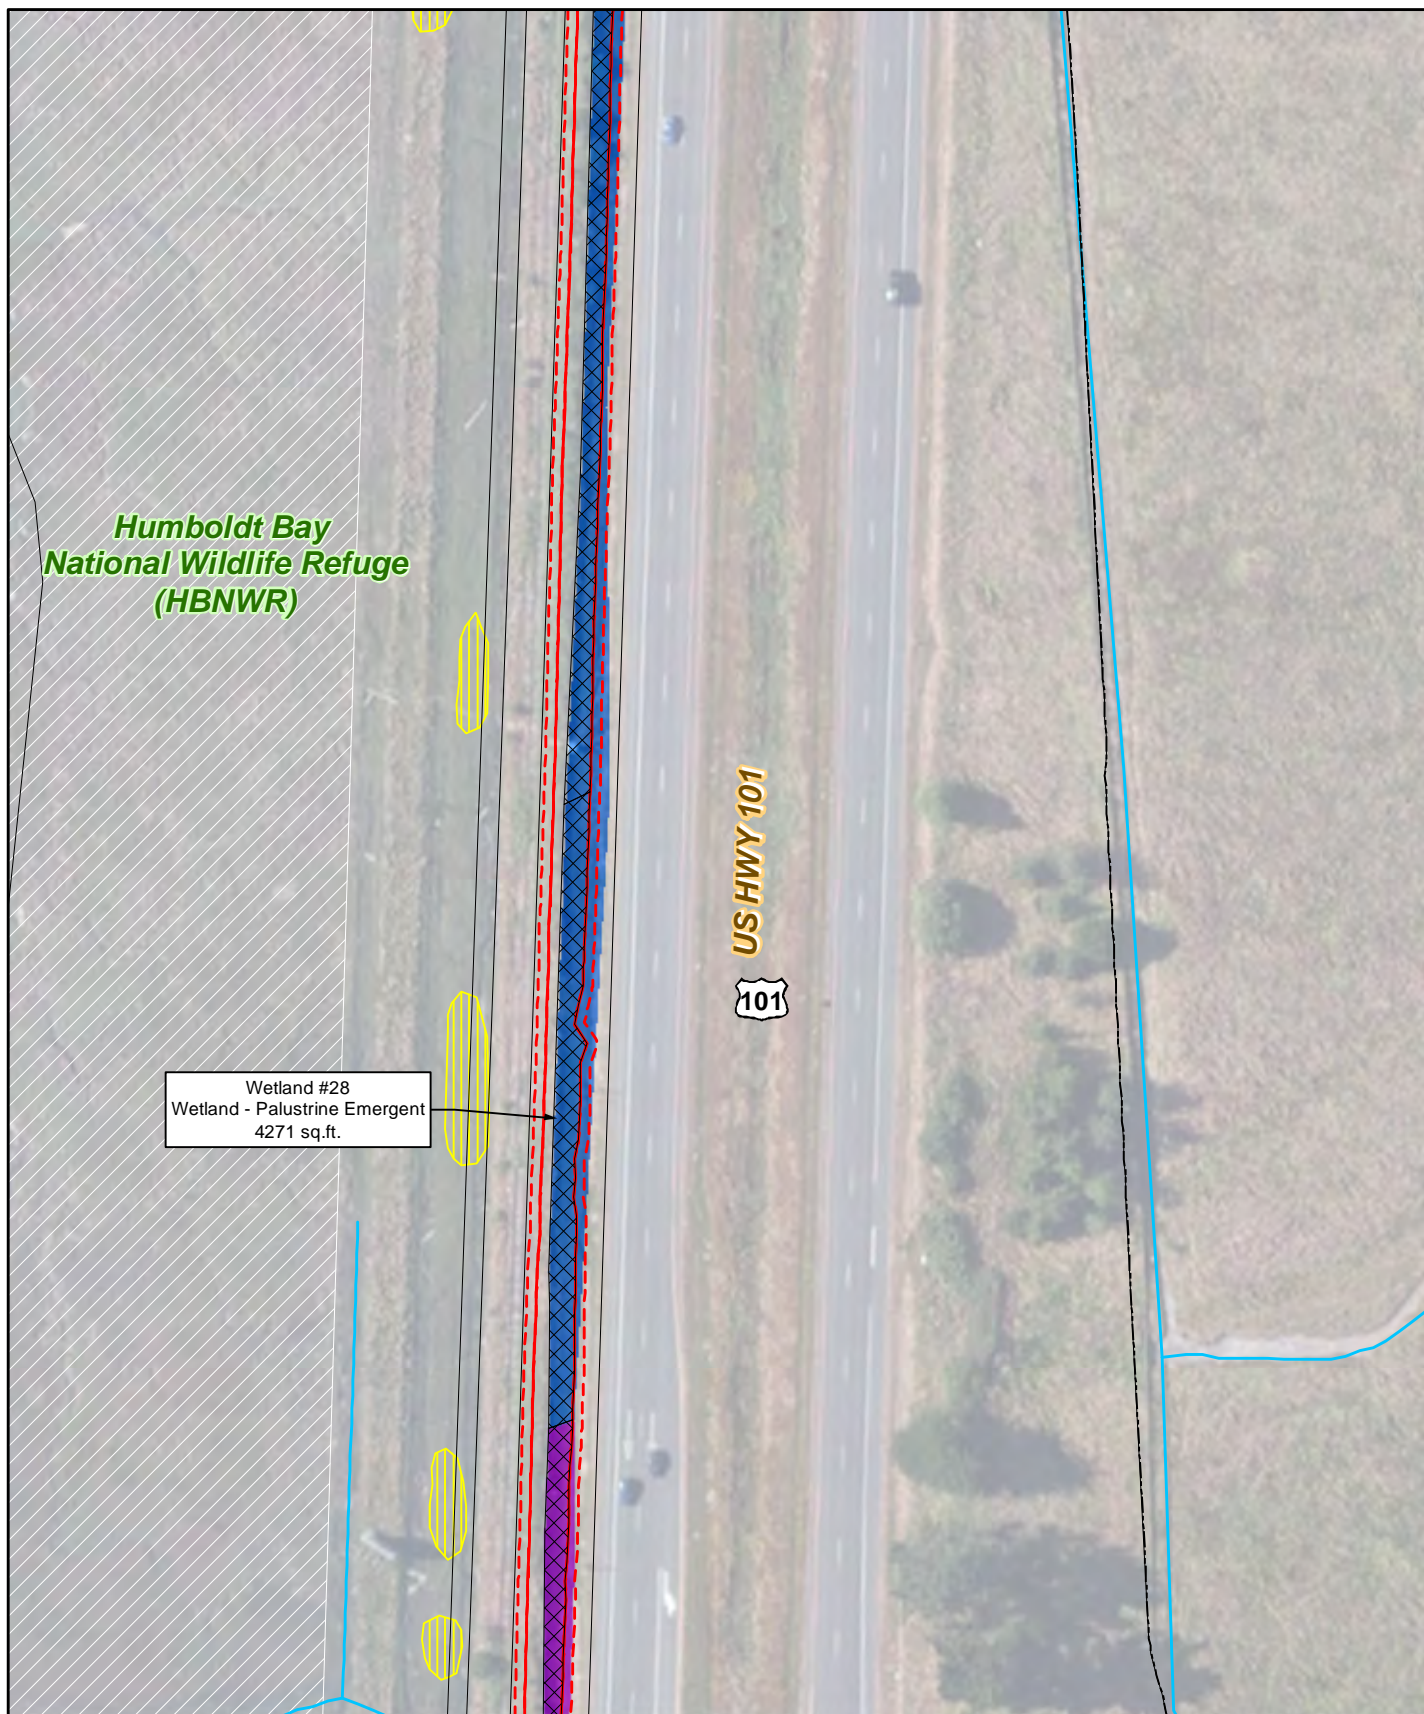 Humboldt Bay
National Wildlife Refuge
(HBNWR)
US HWY 101
101
Wetland #28
Wetland - Palustrine Emergent
4271 sq.ft.